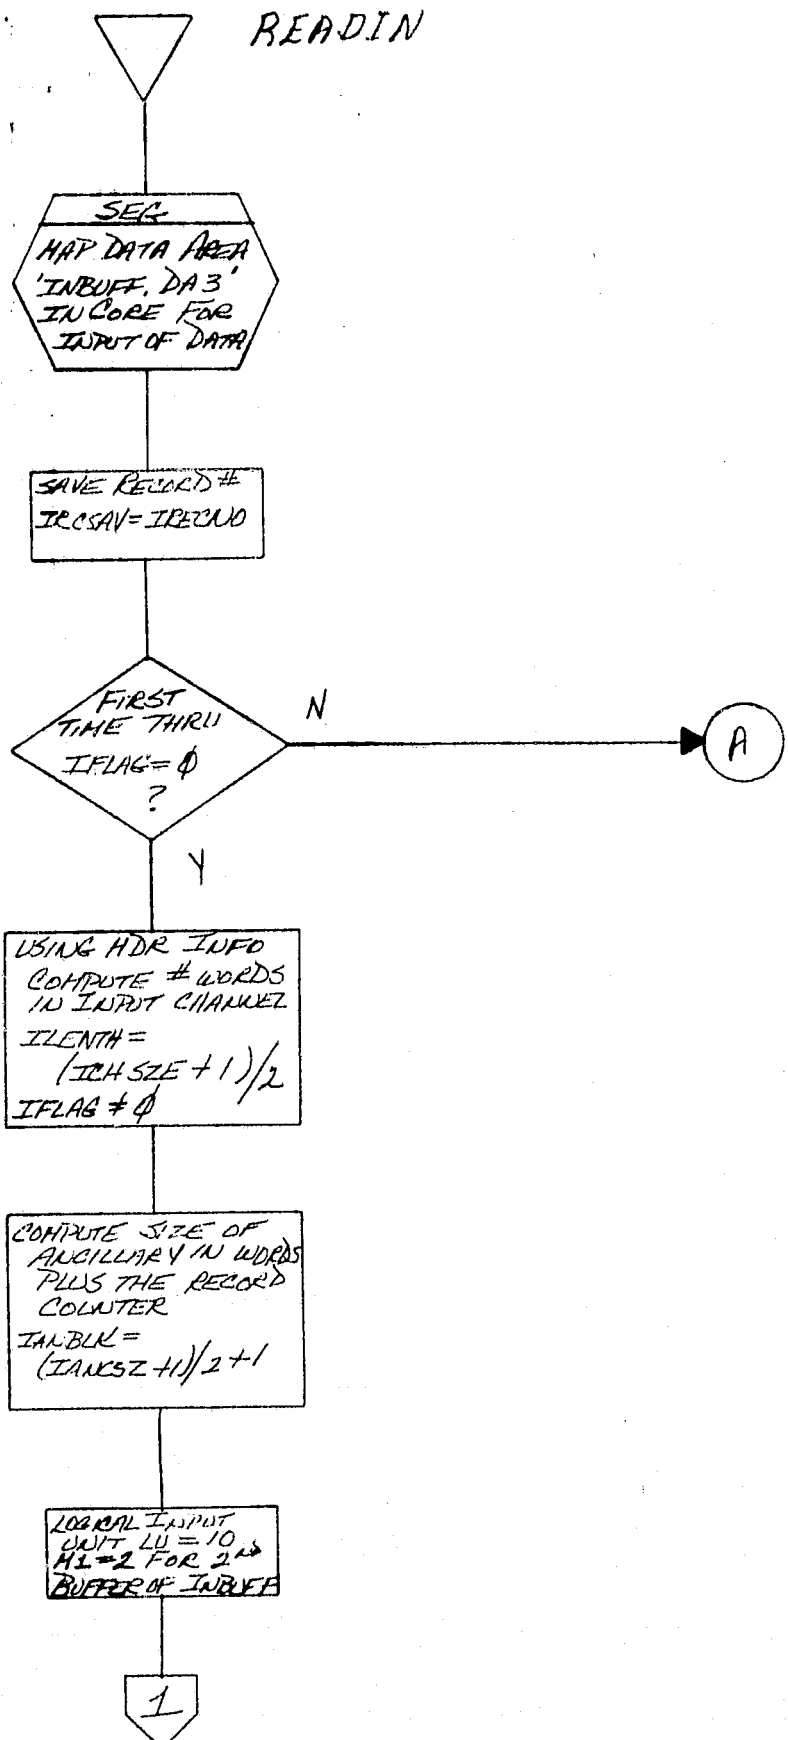 READIN
SEG
MAP DATA AREA
'INBUFF. DA3'
IN CORE FOR
INPUT OF DATA
SAVE RECORD #
IRCSAV=IRECNO
FIRST
TIME THRU
IFLAG=φ
?
N
A
Y
USING HDR INFO
COMPUTE # WORDS
IN INPUT CHANNEL
ILENTH=
(ICHSZE+1)/2
IFLAG≠φ
COMPUTE SIZE OF
ANCILLARY IN WORDS
PLUS THE RECORD
COUNTER
IANBLK=
(IANCSZ+1)/2+1
LOGICAL INPUT
UNIT LU=10
M1=2 FOR 2ND
BUFFER OF INBUFF
1